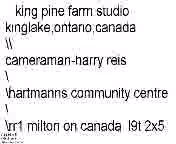 king pine farm studio
kinglake,ontario,canada
\\
cameraman-harry reis
\
\hartmanns community centre
\
\rr1 milton on canada l9t 2x5